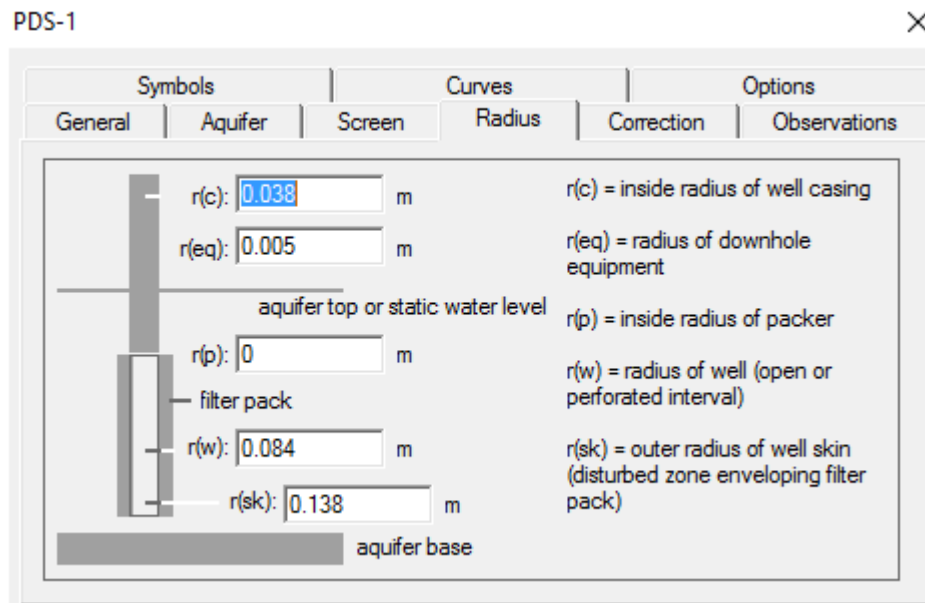 PDS-1
Symbols Curves Options
General Aquifer Screen Radius Correction Observations
r(c): 0.038 m
r(eq): 0.005 m
aquifer top or static water level
r(p): 0 m
filter pack
r(w): 0.084 m
r(sk): 0.138 m
aquifer base
r(c) = inside radius of well casing
r(eq) = radius of downhole
equipment
r(p) = inside radius of packer
r(w) = radius of well (open or
perforated interval)
r(sk) = outer radius of well skin
(disturbed zone enveloping filter
pack)